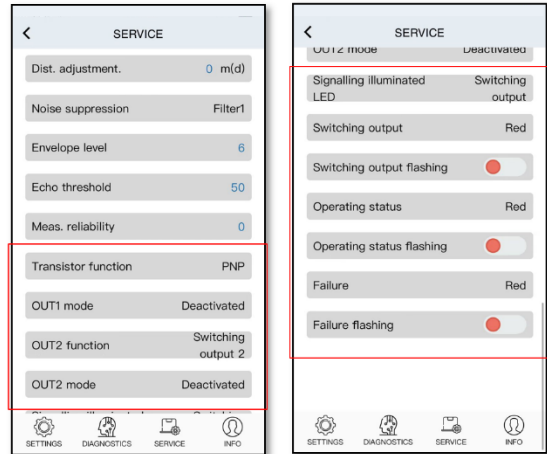 SERVICE
Dist. adjustment. 0 m(d)
Noise suppression Filter1
Envelope level 6
Echo threshold 50
Meas. reliability 0
Transistor function PNP
OUT1 mode Deactivated
OUT2 function Switching
output 2
OUT2 mode Deactivated
SETTINGS DIAGNOSTICS SERVICE INFO
SERVICE
OUT2 mode Deactivated
Signalling illuminated Switching
LED output
Switching output Red
Switching output flashing
Operating status Red
Operating status flashing
Failure Red
Failure flashing
SETTINGS DIAGNOSTICS SERVICE INFO